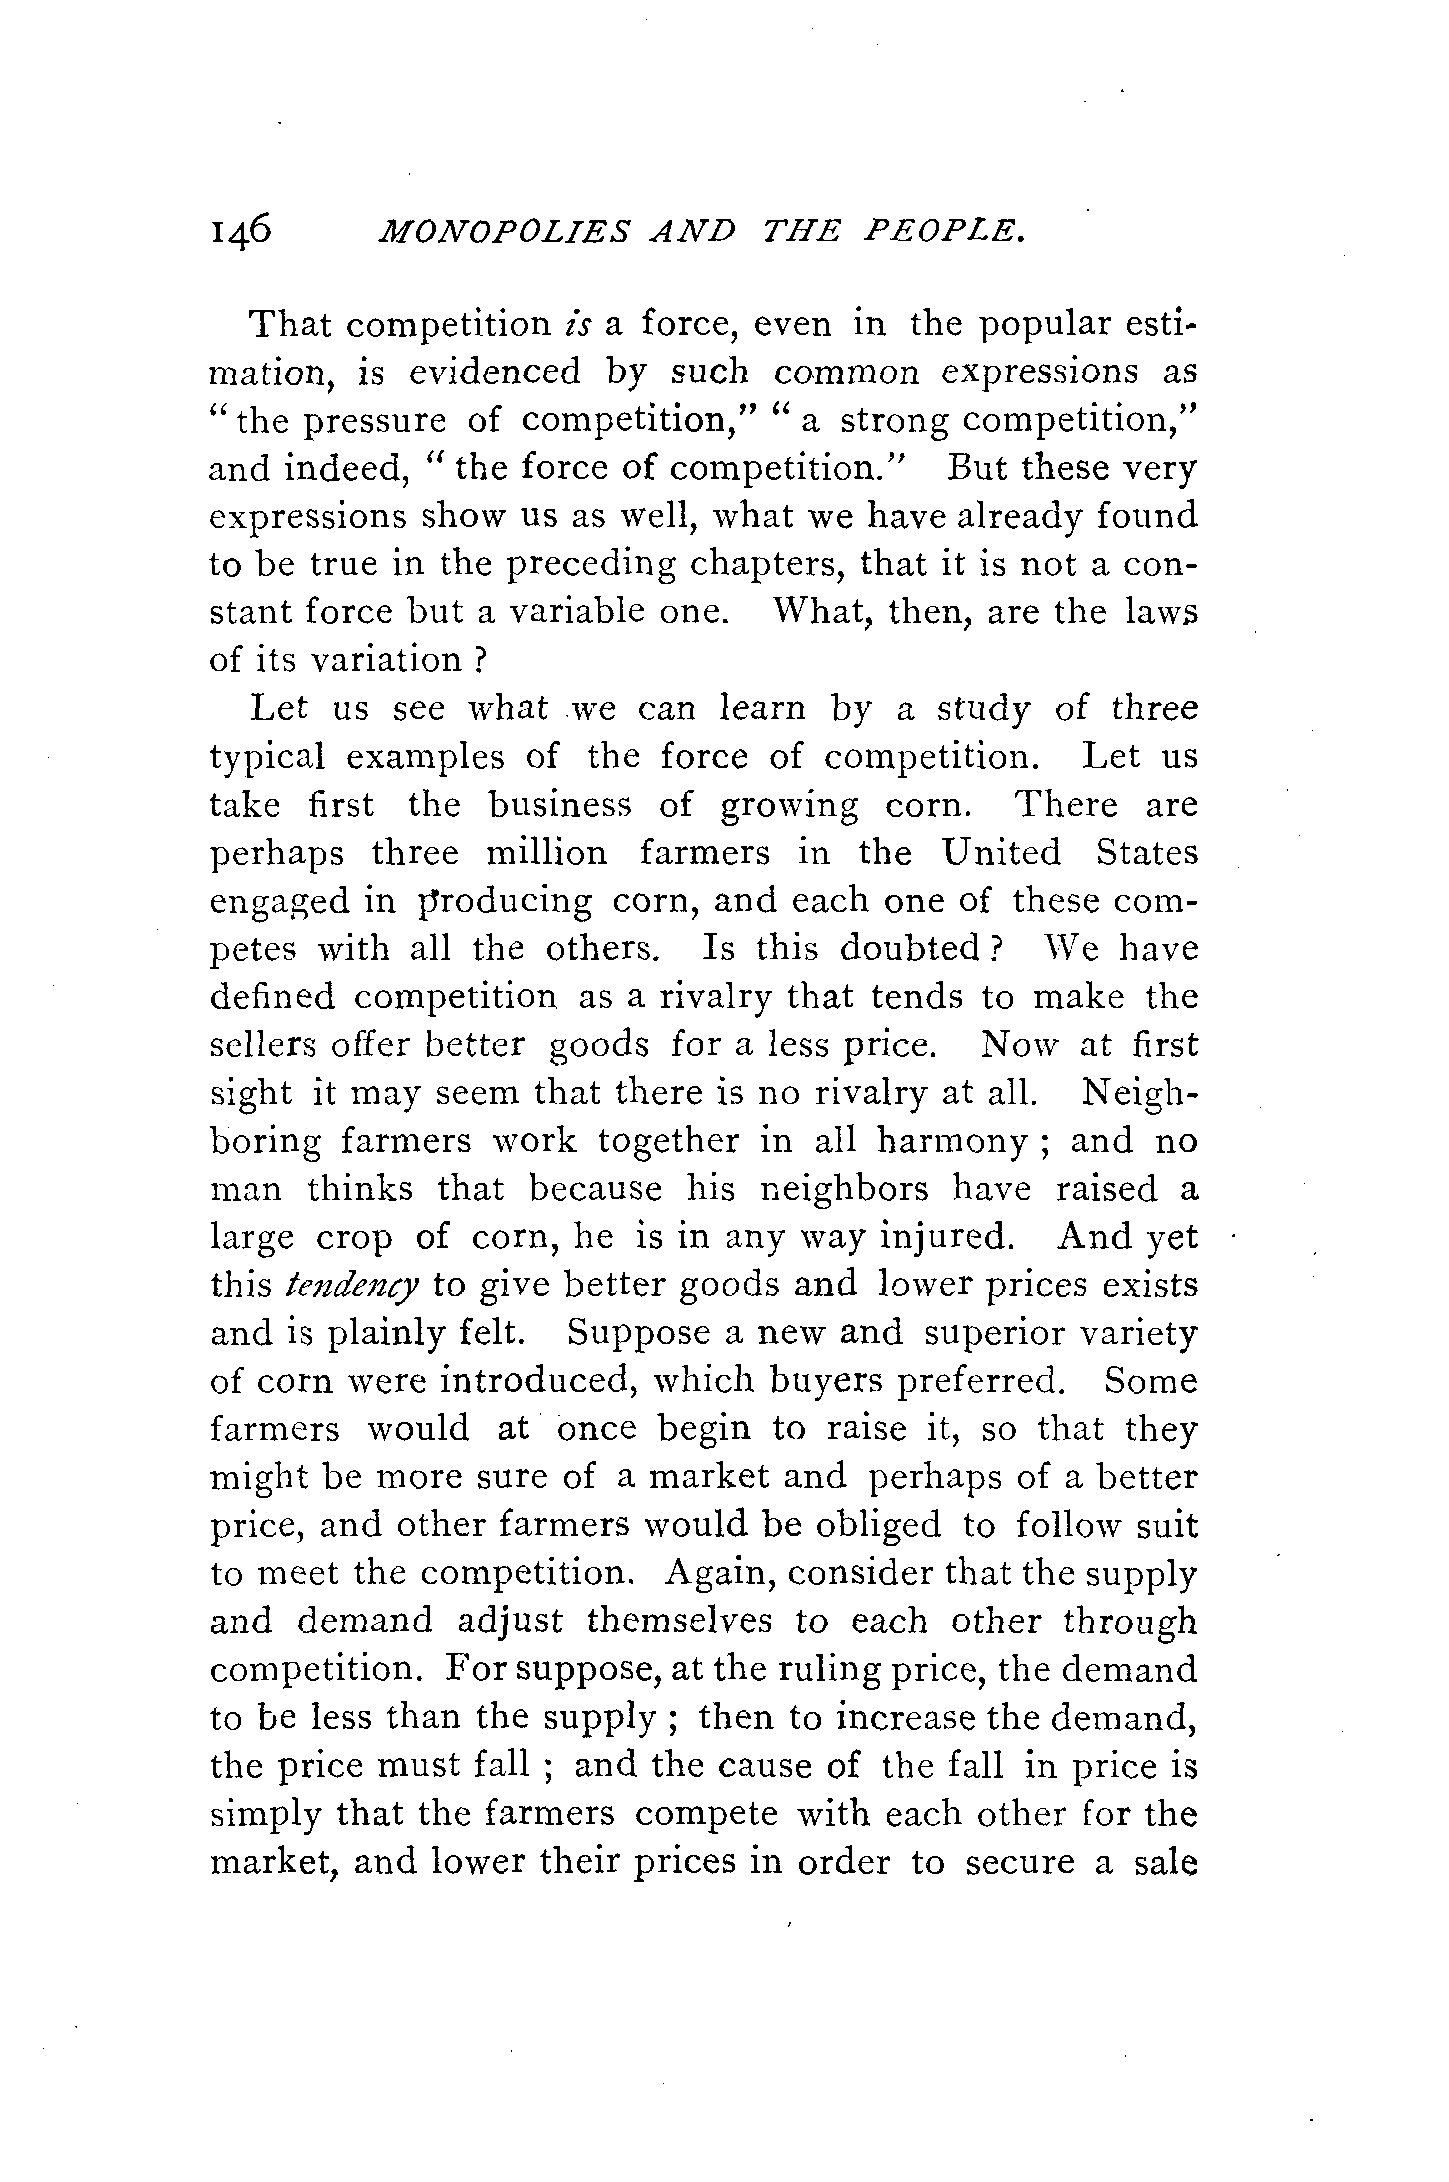 146 MONOPOLIES AND THE PEOPLE.
That competition is a force, even in the popular esti-
mation, is evidenced by such common expressions as
“ the pressure of competition,” “ a strong competition,”
and indeed, “ the force of competition.” But these very
expressions show us as well, what we have already found
to be true in the preceding chapters, that it is not a con-
stant force but a variable one. What, then, are the laws
of its variation ?
Let us see what we can learn by a study of three
typical examples of the force of competition. Let us
take first the business of growing corn. There are
perhaps three million farmers in the United States
engaged in producing corn, and each one of these com-
petes with all the others. Is this doubted ? We have
defined competition as a rivalry that tends to make the
sellers offer better goods for a less price. Now at first
sight it may seem that there is no rivalry at all. Neigh-
boring farmers work together in all harmony ; and no
man thinks that because his neighbors have raised a
large crop of corn, he is in any way injured. And yet
this tendency to give better goods and lower prices exists
and is plainly felt. Suppose a new and superior variety
of corn were introduced, which buyers preferred. Some
farmers would at once begin to raise it, so that they
might be more sure of a market and perhaps of a better
price, and other farmers would be obliged to follow suit
to meet the competition. Again, consider that the supply
and demand adjust themselves to each other through
competition. For suppose, at the ruling price, the demand
to be less than the supply ; then to increase the demand,
the price must fall ; and the cause of the fall in price is
simply that the farmers compete with each other for the
market, and lower their prices in order to secure a sale